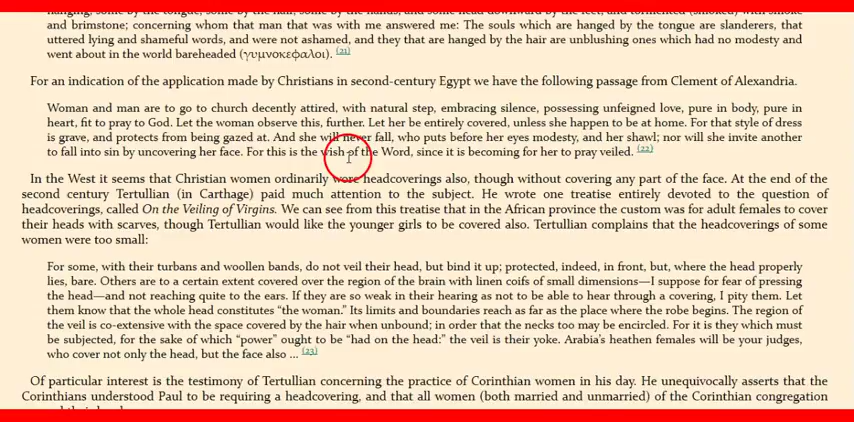 and brimstone; concerning whom that man that was with me answered me: The souls which are hanged by the tongue are slanderers, that
uttered lying and shameful words, and were not ashamed, and they that are hanged by the hair are unblushing ones which had no modesty and
went about in the world bareheaded (γυμνοκεφαλοι). (21)
For an indication of the application made by Christians in second-century Egypt we have the following passage from Clement of Alexandria.
Woman and man are to go to church decently attired, with natural step, embracing silence, possessing unfeigned love, pure in body, pure in
heart, fit to pray to God. Let the woman observe this, further. Let her be entirely covered, unless she happen to be at home. For that style of dress
is grave, and protects from being gazed at. And she will never fall, who puts before her eyes modesty, and her shawl; nor will she invite another
to fall into sin by uncovering her face. For this is the wish of the Word, since it is becoming for her to pray veiled. (22)
In the West it seems that Christian women ordinarily wore headcoverings also, though without covering any part of the face. At the end of the
second century Tertullian (in Carthage) paid much attention to the subject. He wrote one treatise entirely devoted to the question of
headcoverings, called On the Veiling of Virgins. We can see from this treatise that in the African province the custom was for adult females to cover
their heads with scarves, though Tertullian would like the younger girls to be covered also. Tertullian complains that the headcoverings of some
women were too small:
For some, with their turbans and woollen bands, do not veil their head, but bind it up; protected, indeed, in front, but, where the head properly
lies, bare. Others are to a certain extent covered over the region of the brain with linen coifs of small dimensions—I suppose for fear of pressing
the head—and not reaching quite to the ears. If they are so weak in their hearing as not to be able to hear through a covering, I pity them. Let
them know that the whole head constitutes “the woman.” Its limits and boundaries reach as far as the place where the robe begins. The region of
the veil is co-extensive with the space covered by the hair when unbound; in order that the necks too may be encircled. For it is they which must
be subjected, for the sake of which “power” ought to be “had on the head:” the veil is their yoke. Arabia’s heathen females will be your judges,
who cover not only the head, but the face also ... (23)
Of particular interest is the testimony of Tertullian concerning the practice of Corinthian women in his day. He unequivocally asserts that the
Corinthians understood Paul to be requiring a headcovering, and that all women (both married and unmarried) of the Corinthian congregation